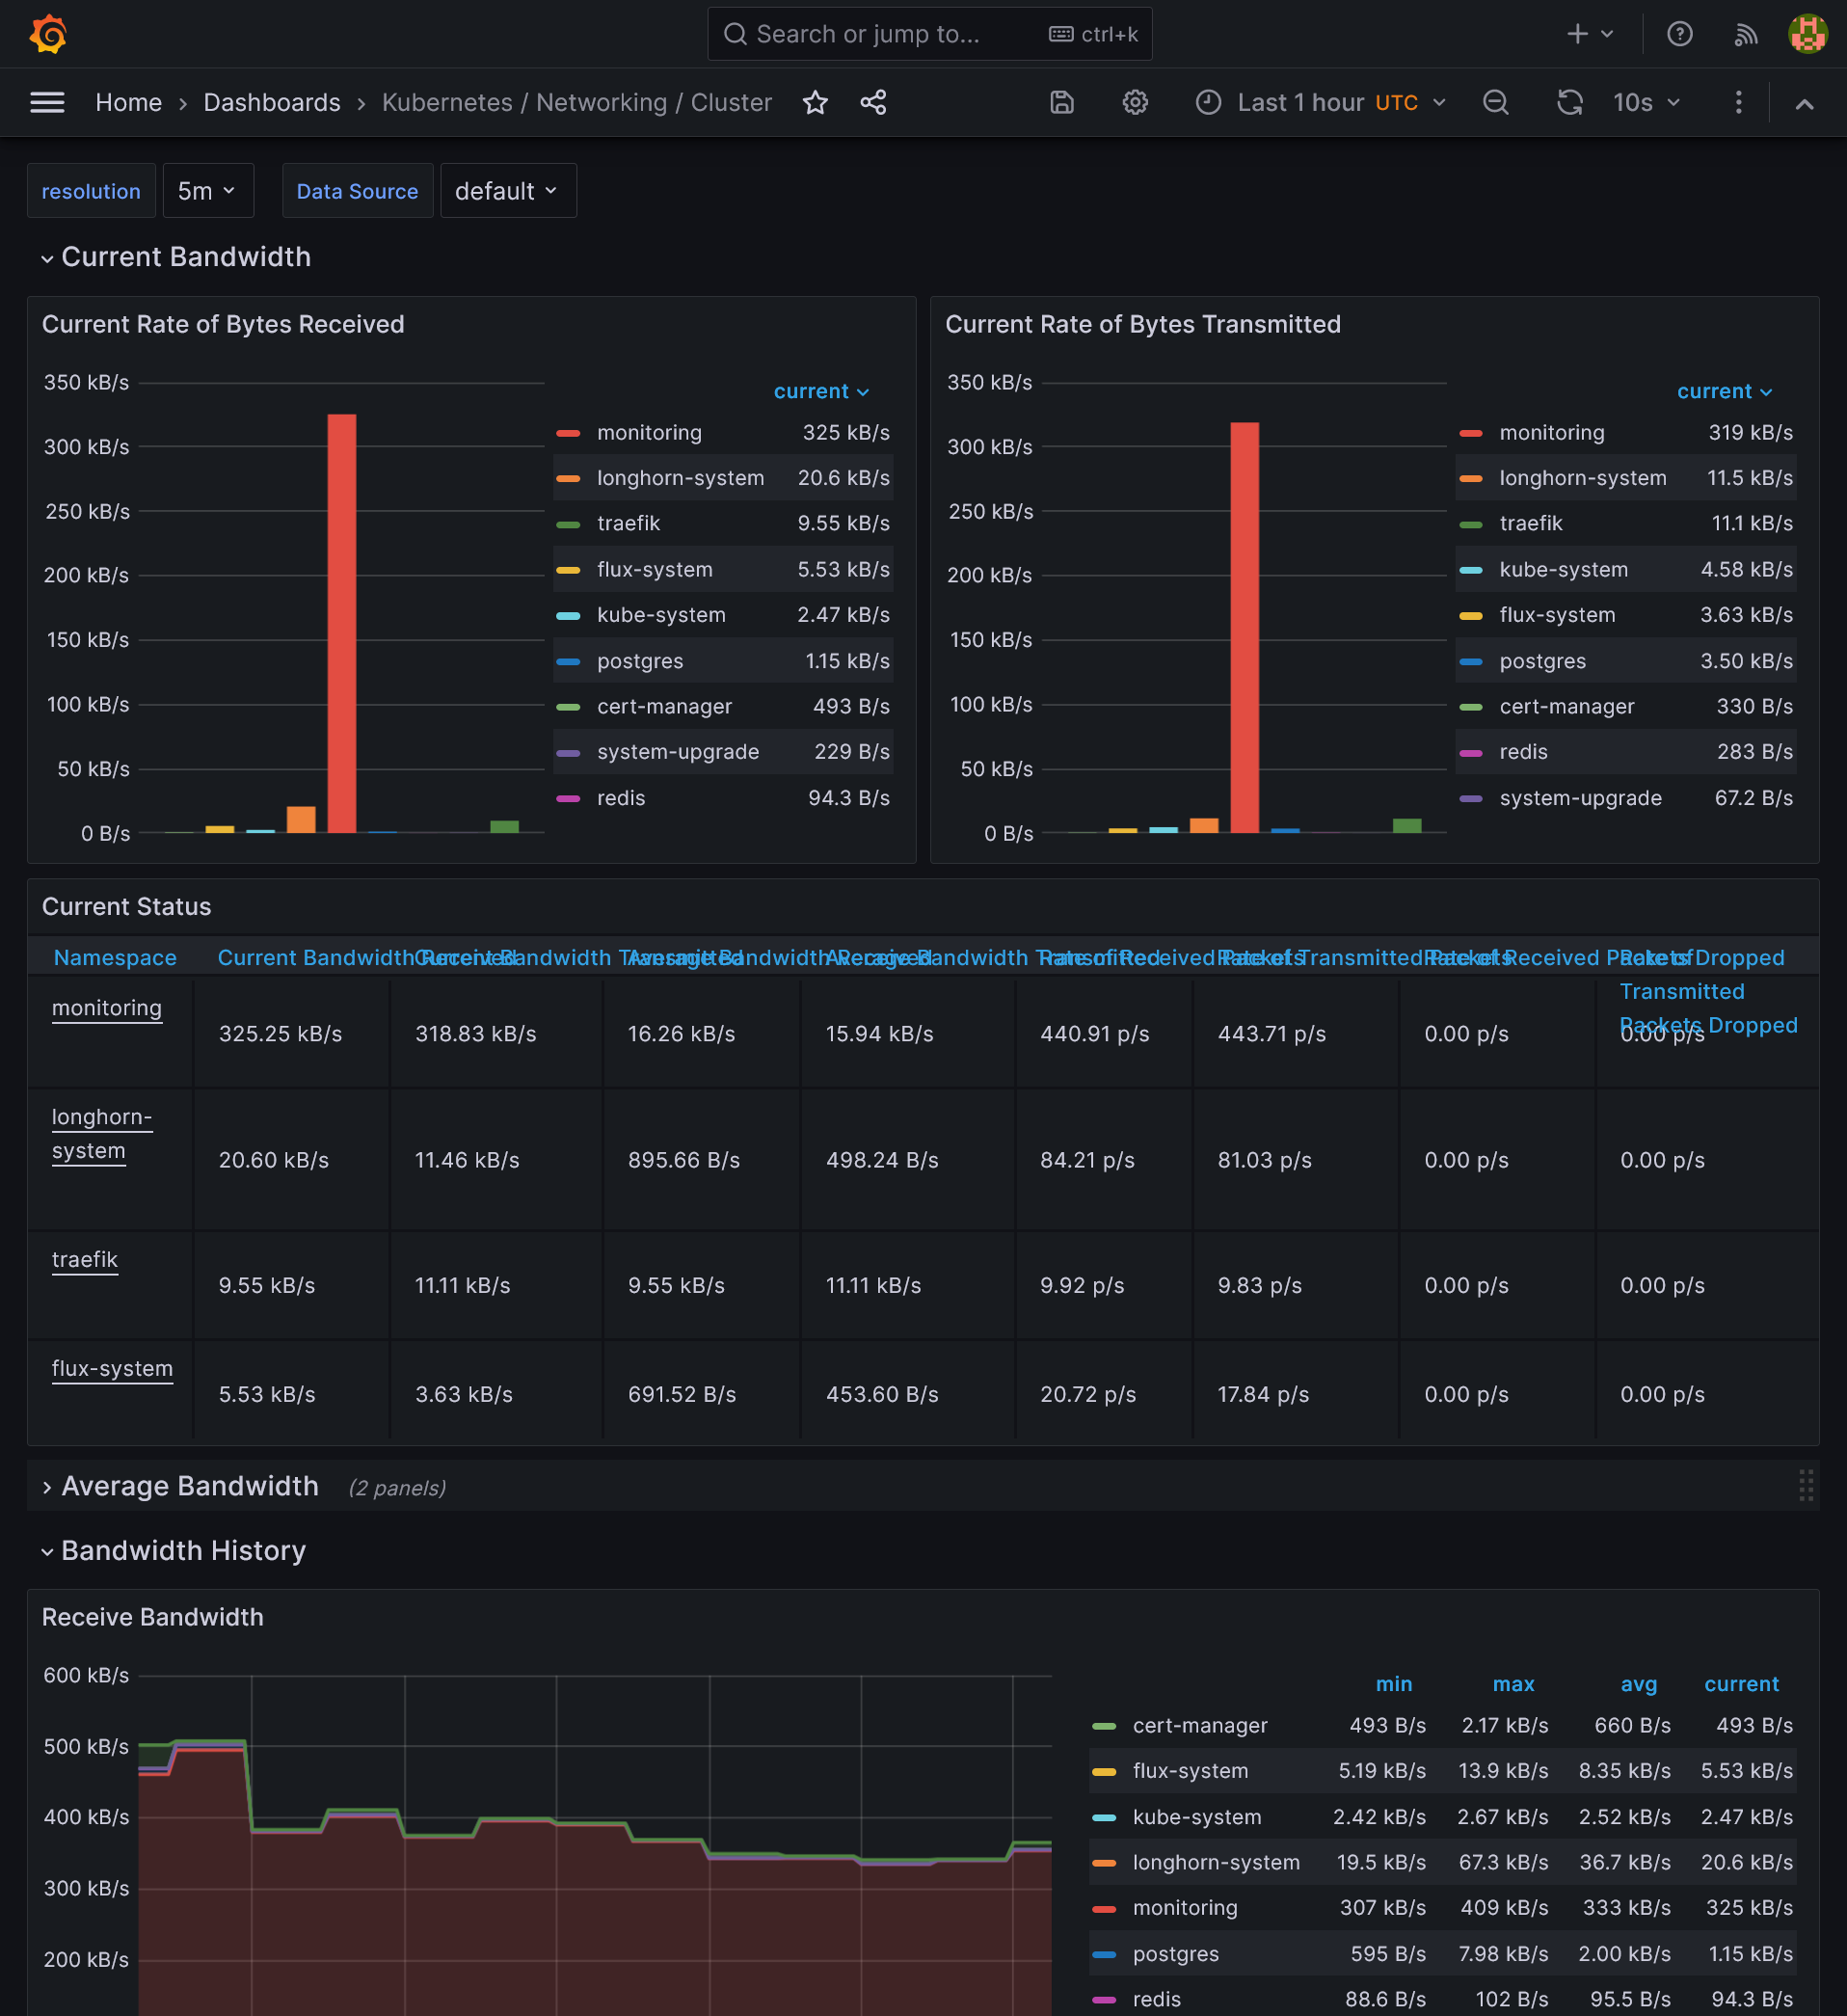 Search or jump to...
ctrl+k
Home › Dashboards › Kubernetes / Networking / Cluster
Last 1 hour UTC
10s
resolution 5m
Data Source default
Current Bandwidth
Current Rate of Bytes Received
350 kB/s
300 kB/s
250 kB/s
200 kB/s
150 kB/s
100 kB/s
50 kB/s
0 B/s
current
monitoring 325 kB/s
longhorn-system 20.6 kB/s
traefik 9.55 kB/s
flux-system 5.53 kB/s
kube-system 2.47 kB/s
postgres 1.15 kB/s
cert-manager 493 B/s
system-upgrade 229 B/s
redis 94.3 B/s
Current Rate of Bytes Transmitted
350 kB/s
300 kB/s
250 kB/s
200 kB/s
150 kB/s
100 kB/s
50 kB/s
0 B/s
current
monitoring 319 kB/s
longhorn-system 11.5 kB/s
traefik 11.1 kB/s
kube-system 4.58 kB/s
flux-system 3.63 kB/s
postgres 3.50 kB/s
cert-manager 330 B/s
redis 283 B/s
system-upgrade 67.2 B/s
Current Status
Namespace Current Bandwidth Received Current Bandwidth Transmitted Average Bandwidth Received Average Bandwidth Transmitted Rate of Received Packets Rate of Transmitted Packets Rate of Received Packets Dropped Rate of
Transmitted
Packets Dropped
monitoring 325.25 kB/s 318.83 kB/s 16.26 kB/s 15.94 kB/s 440.91 p/s 443.71 p/s 0.00 p/s 0.00 p/s
longhorn-
system 20.60 kB/s 11.46 kB/s 895.66 B/s 498.24 B/s 84.21 p/s 81.03 p/s 0.00 p/s 0.00 p/s
traefik 9.55 kB/s 11.11 kB/s 9.55 kB/s 11.11 kB/s 9.92 p/s 9.83 p/s 0.00 p/s 0.00 p/s
flux-system 5.53 kB/s 3.63 kB/s 691.52 B/s 453.60 B/s 20.72 p/s 17.84 p/s 0.00 p/s 0.00 p/s
Average Bandwidth (2 panels)
Bandwidth History
Receive Bandwidth
600 kB/s
500 kB/s
400 kB/s
300 kB/s
200 kB/s
min max avg current
cert-manager 493 B/s 2.17 kB/s 660 B/s 493 B/s
flux-system 5.19 kB/s 13.9 kB/s 8.35 kB/s 5.53 kB/s
kube-system 2.42 kB/s 2.67 kB/s 2.52 kB/s 2.47 kB/s
longhorn-system 19.5 kB/s 67.3 kB/s 36.7 kB/s 20.6 kB/s
monitoring 307 kB/s 409 kB/s 333 kB/s 325 kB/s
postgres 595 B/s 7.98 kB/s 2.00 kB/s 1.15 kB/s
redis 88.6 B/s 102 B/s 95.5 B/s 94.3 B/s